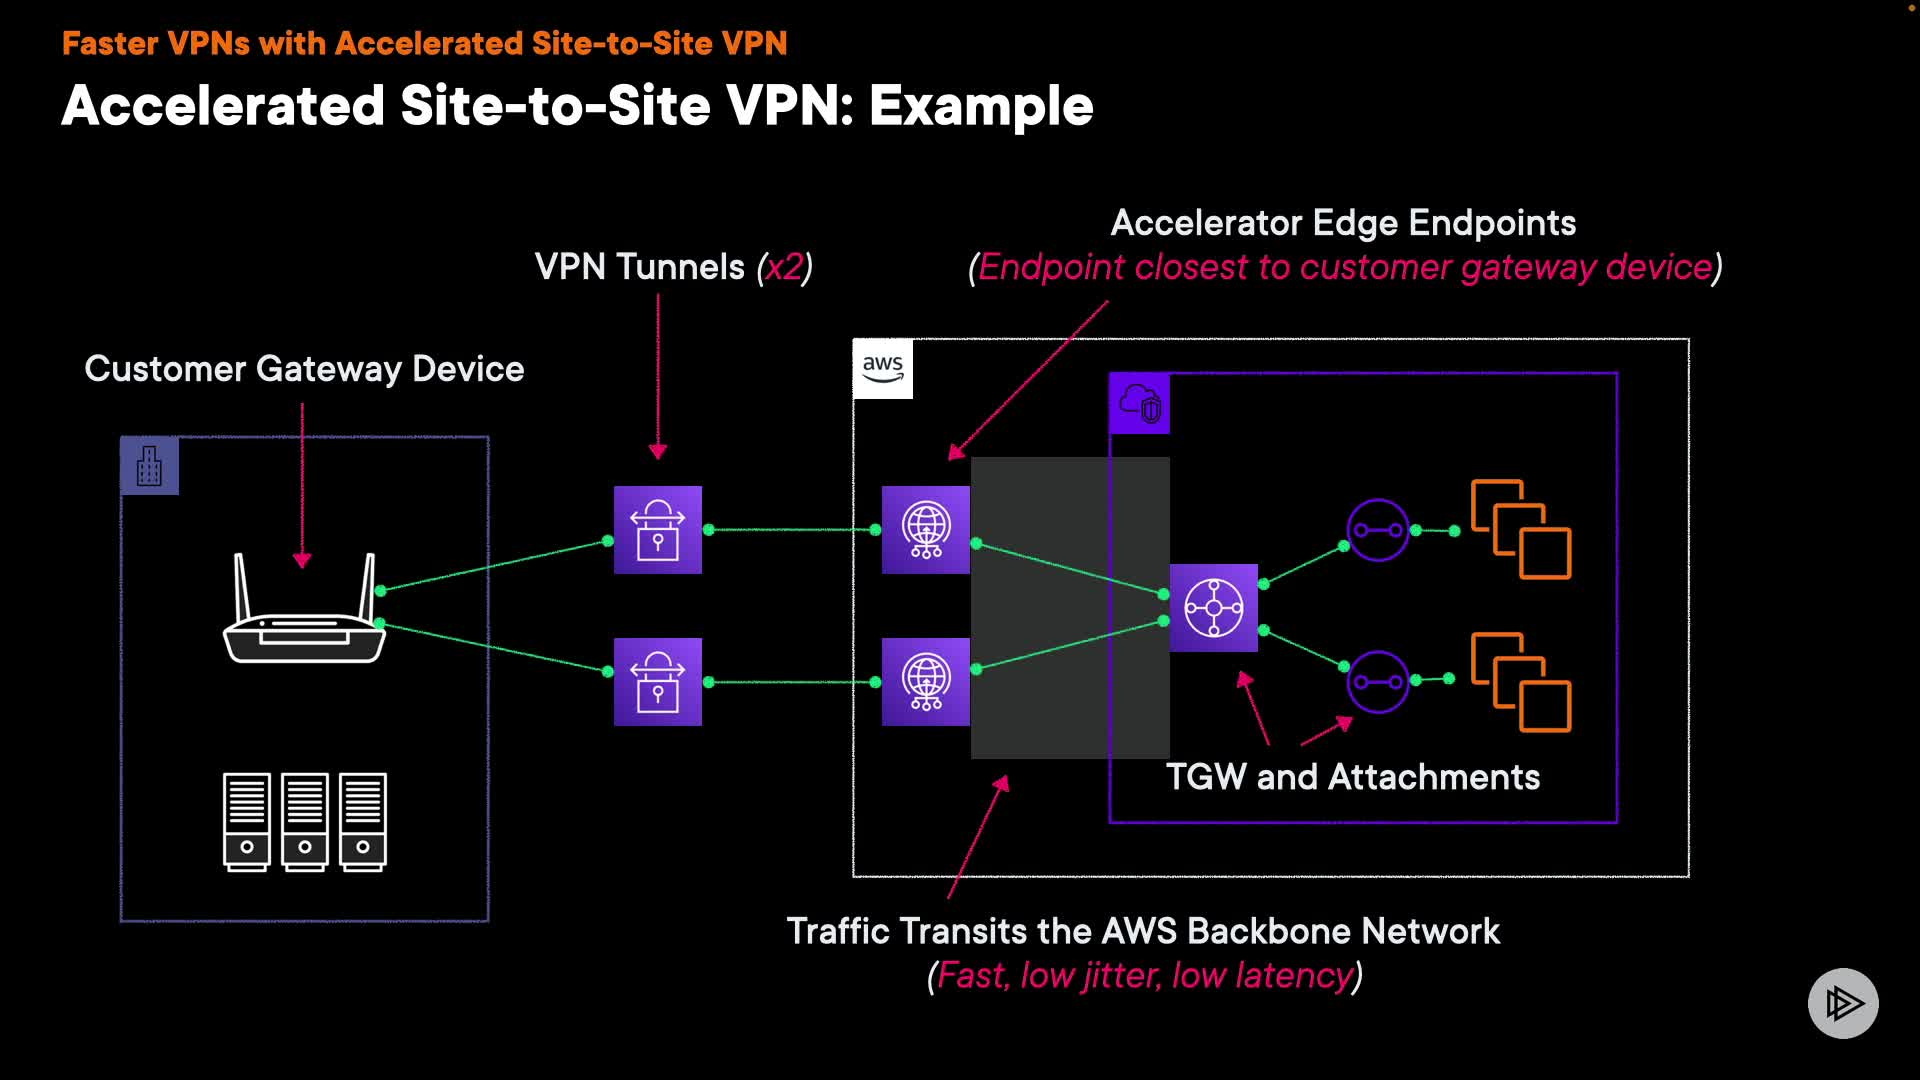 Faster VPNs with Accelerated Site-to-Site VPN
Accelerated Site-to-Site VPN: Example
Accelerator Edge Endpoints
(Endpoint closest to customer gateway device)
VPN Tunnels (x2)
Customer Gateway Device
aws
TGW and Attachments
Traffic Transits the AWS Backbone Network
(Fast, low jitter, low latency)